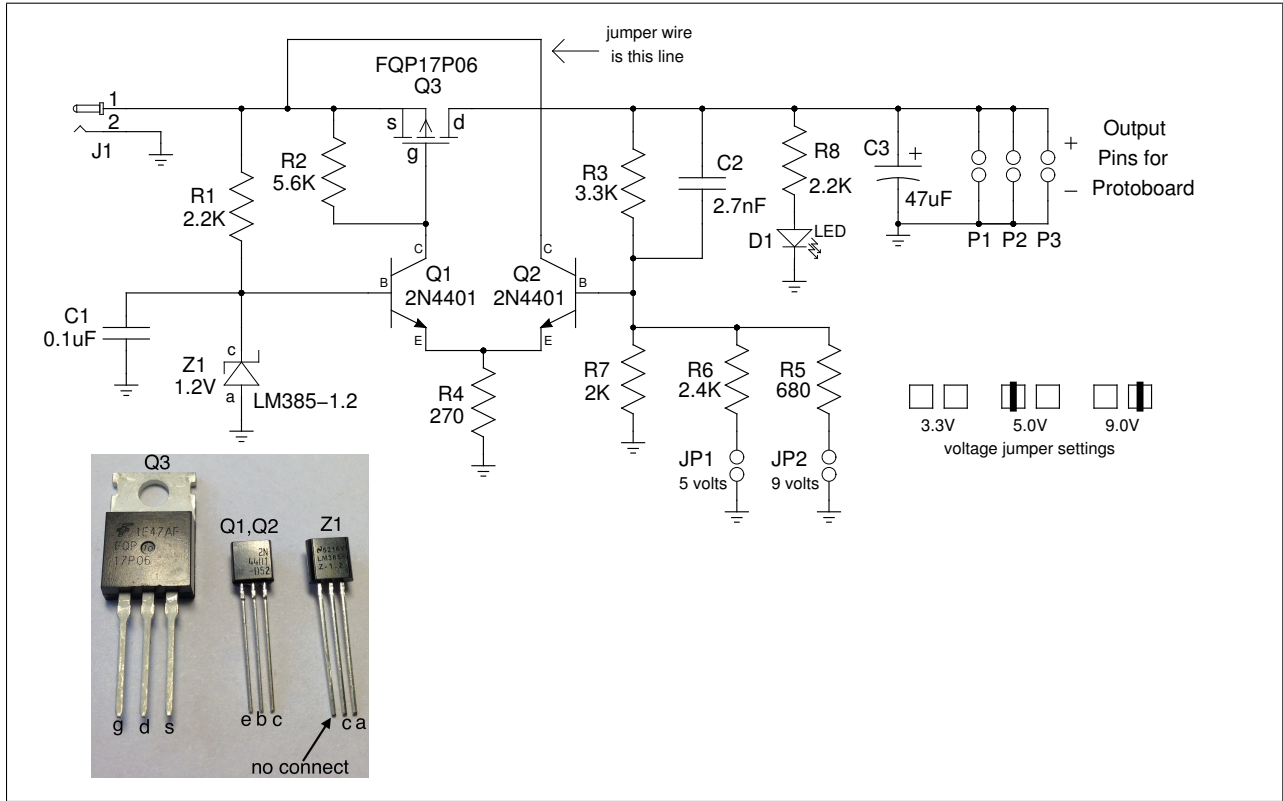 jumper wire
is this line
FQP17P06
Q3
1
2
J1
s
d
g
R2
5.6K
R1
2.2K
R3
3.3K
C2
2.7nF
R8
2.2K
C3
+
47uF
+
−
Output
Pins for
Protoboard
P1 P2 P3
D1
LED
C
B
E
Q1
2N4401
Q2
2N4401
C
B
E
C1
0.1uF
Z1
1.2V
c
a
LM385−1.2
R4
270
R7
2K
R6
2.4K
R5
680
JP1
5 volts
JP2
9 volts
3.3V
5.0V
9.0V
voltage jumper settings
Q3
1E47AF
FQP
17P06
Q1,Q2
2N
4401
Z1
g d s
e b c
c a
no connect